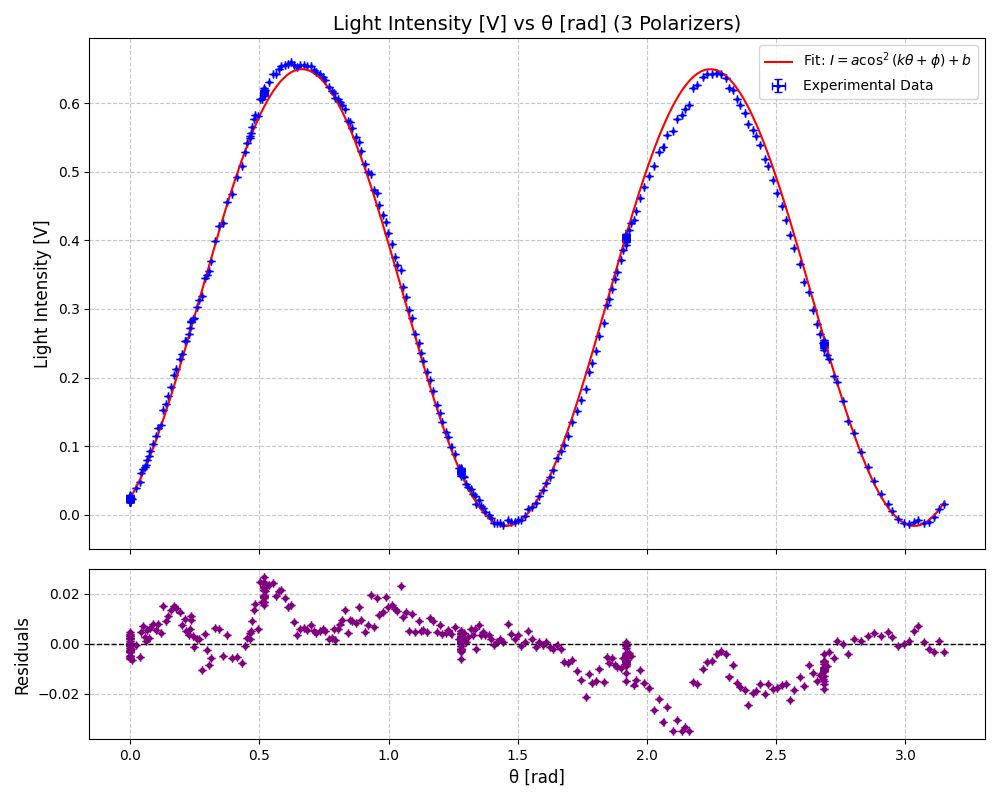 Light Intensity [V] vs θ [rad] (3 Polarizers)
Fit: I = acos² (kθ + ϕ) + b
Experimental Data
Light Intensity [V]
0.6
0.5
0.4
0.3
0.2
0.1
0.0
Residuals
0.02
0.00
−0.02
0.0 0.5 1.0 1.5 2.0 2.5 3.0
θ [rad]